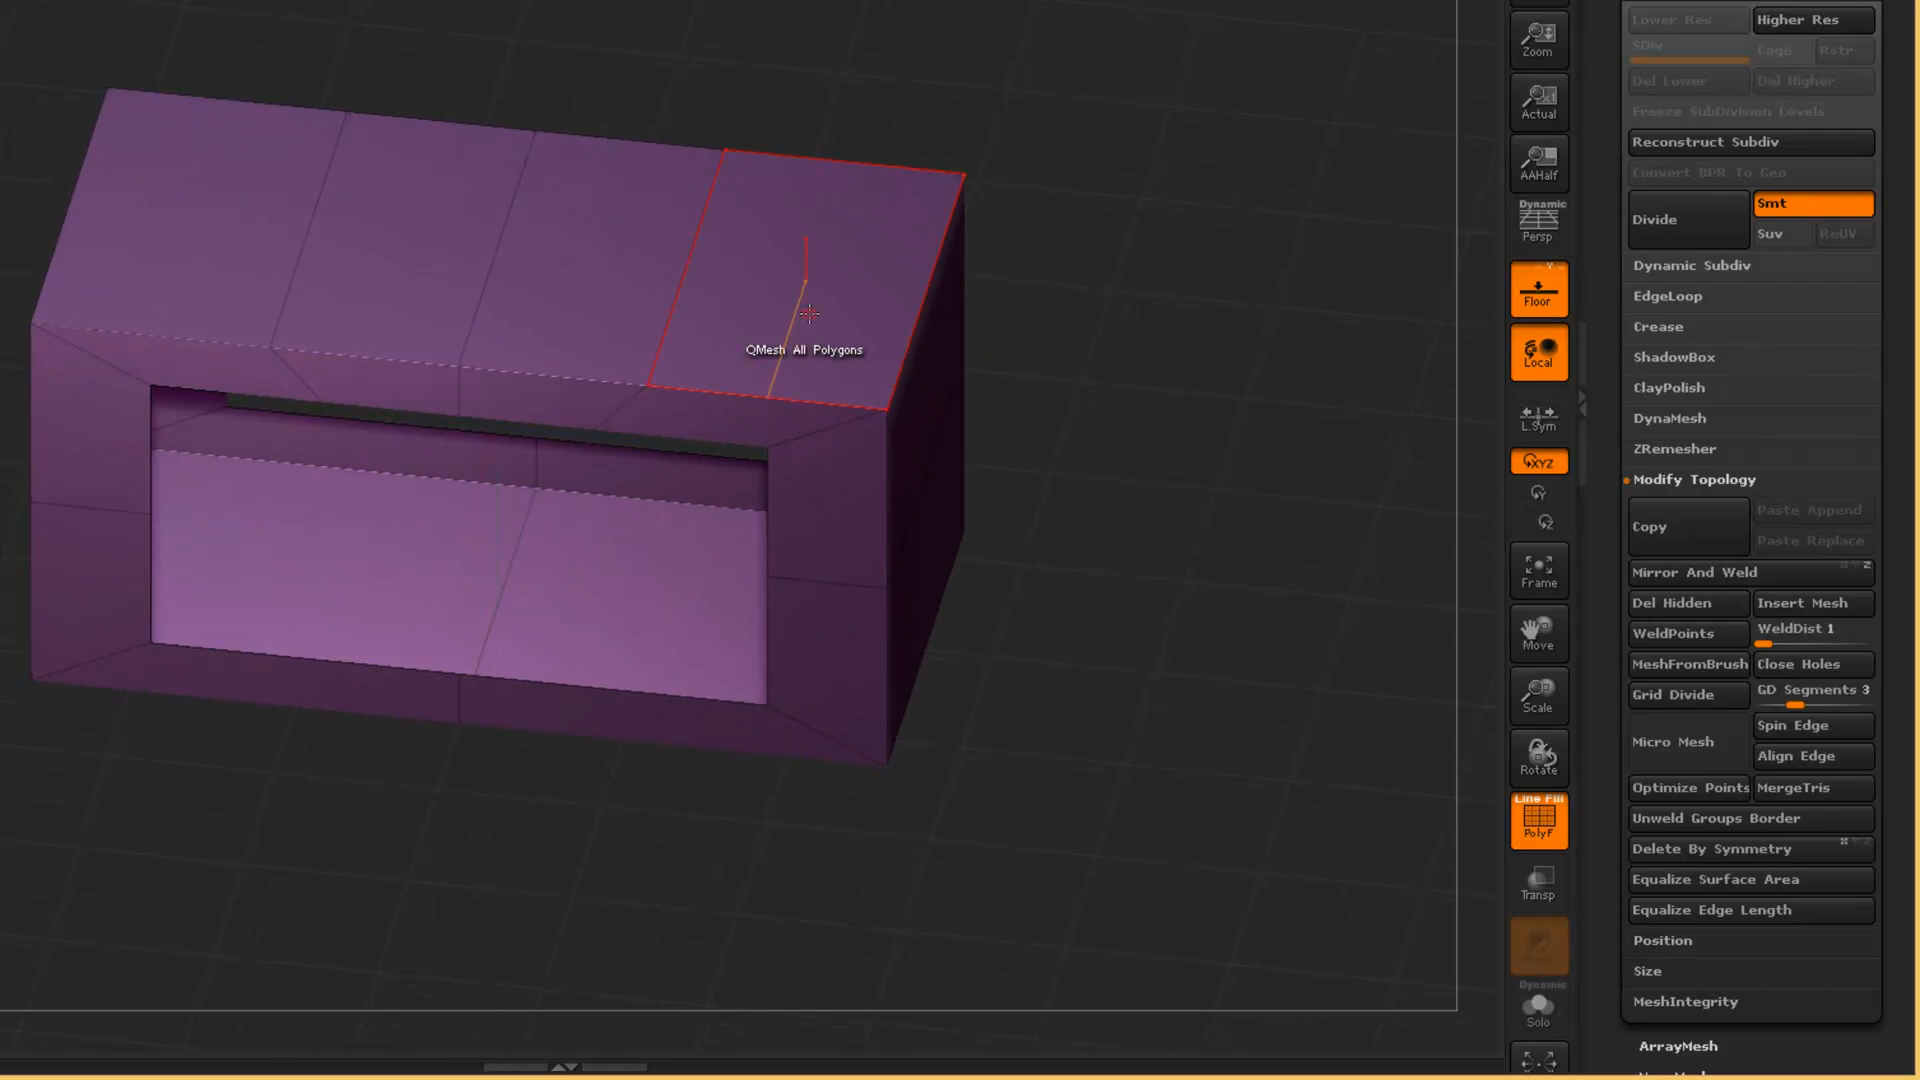 QMesh All Polygons
Zoom
Actual
AAHalf
Dynamic
Persp
Floor
Local
L.Sym
XYZ
Y
Z
Frame
Move
Scale
Rotate
Line Fill
PolyF
Transp
Dynamic
Solo
Lower Res
Higher Res
SDiv
Cage
Rstr
Del Lower
Del Higher
Freeze SubDivision Levels
Reconstruct Subdiv
Convert BPR To Geo
Divide
Smt
Suv
ReUV
Dynamic Subdiv
EdgeLoop
Crease
ShadowBox
ClayPolish
DynaMesh
ZRemesher
Modify Topology
Copy
Paste Append
Paste Replace
Mirror And Weld
Del Hidden
Insert Mesh
WeldPoints
WeldDist 1
MeshFromBrush
Close Holes
Grid Divide
GD Segments 3
Micro Mesh
Spin Edge
Align Edge
Optimize Points
MergeTris
Unweld Groups Border
Delete By Symmetry
Equalize Surface Area
Equalize Edge Length
Position
Size
MeshIntegrity
ArrayMesh